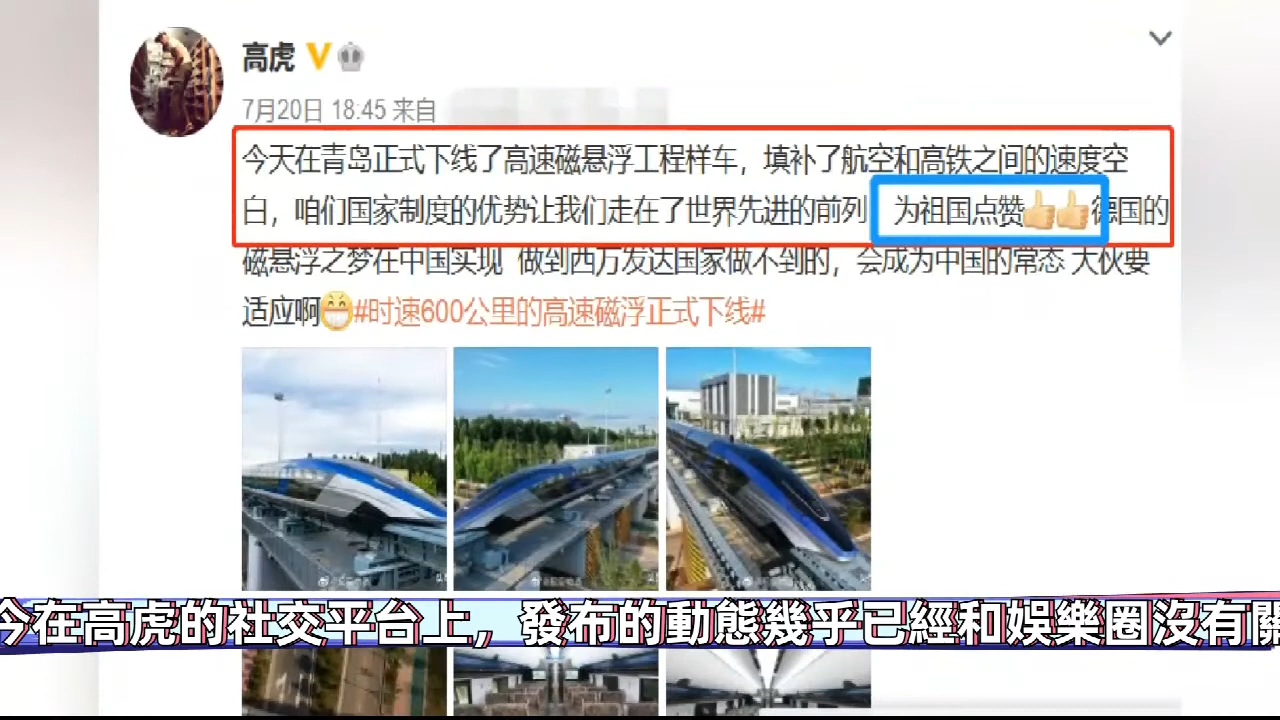 高虎
7月20日 18:45 来自
今天在青岛正式下线了高速磁悬浮工程样车，填补了航空和高铁之间的速度空
白，咱们国家制度的优势让我们走在了世界先进的前列 为祖国点赞👍👍德国的
磁悬浮之梦在中国实现 做到西方发达国家做不到的，会成为中国的常态 大伙要
适应啊😁#时速600公里的高速磁浮正式下线#
今在高虎的社交平台上，發布的動態幾乎已經和娛樂圈沒有關